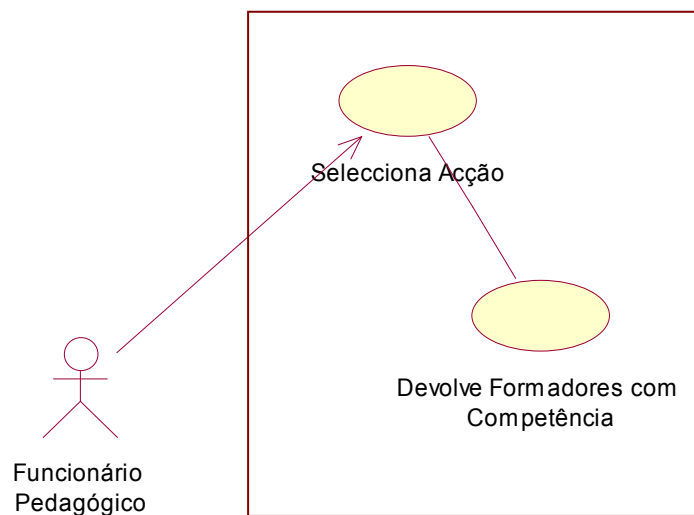 Selecciona Acção
Devolve Formadores com
Competência
Funcionário
Pedagógico